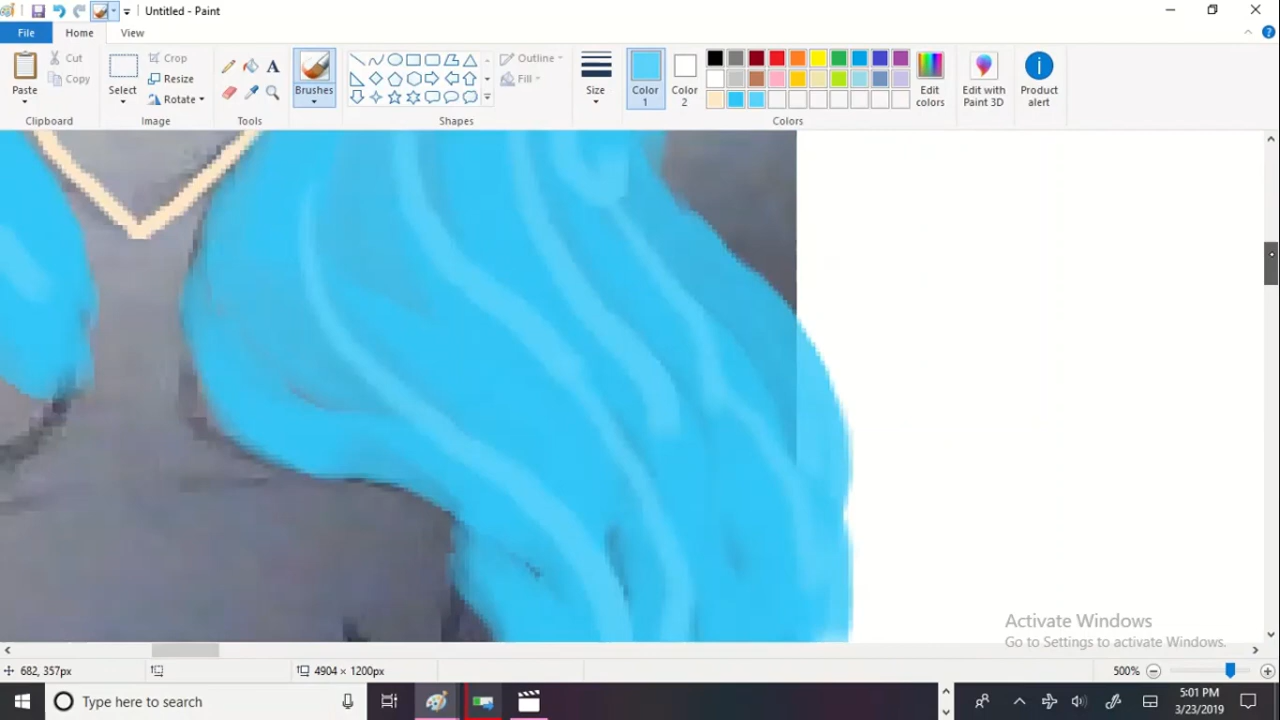 Untitled - Paint
File Home View
Paste
Cut
Copy
Clipboard
Select
Crop
Resize
Rotate
Image
A
Tools
Brushes
Shapes
Outline
Fill
Size
Color 1
Color 2
Colors
Edit colors
Edit with Paint 3D
Product alert
Activate Windows
Go to Settings to activate Windows.
682, 357px
4904 × 1200px
500%
Type here to search
5:01 PM
3/23/2019